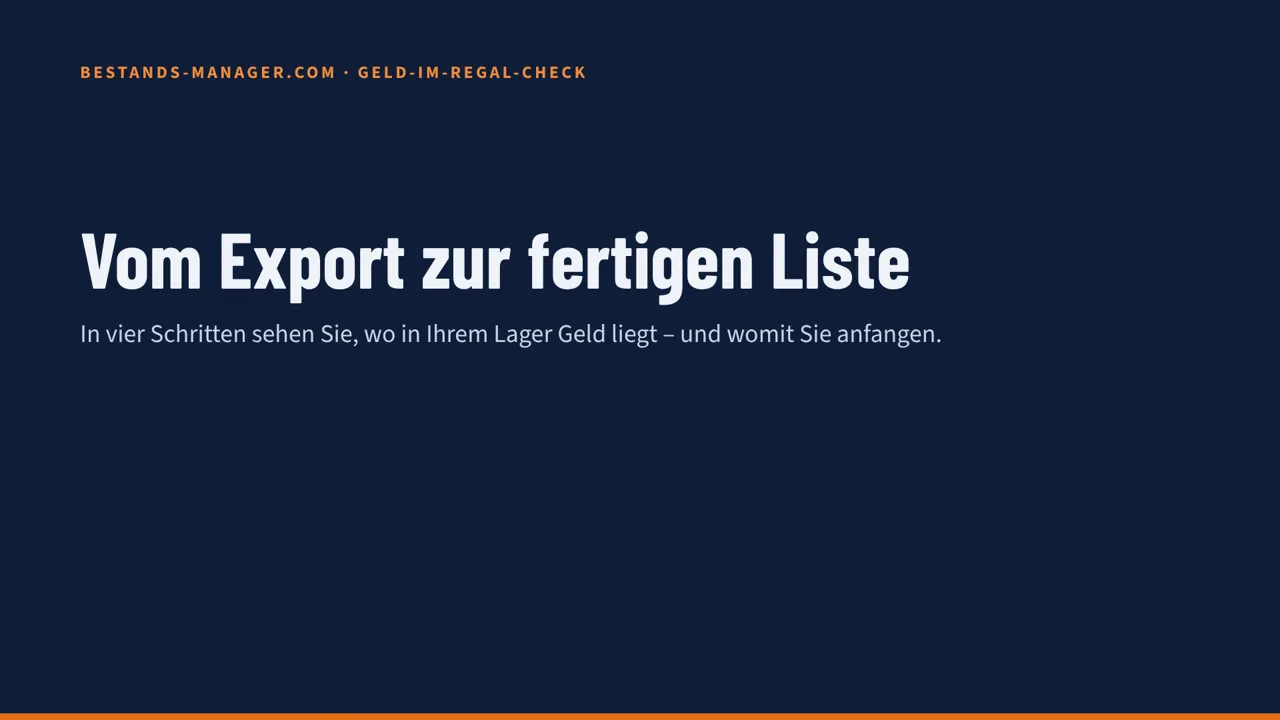 BESTANDS-MANAGER.COM · GELD-IM-REGAL-CHECK
Vom Export zur fertigen Liste
In vier Schritten sehen Sie, wo in Ihrem Lager Geld liegt – und womit Sie anfangen.